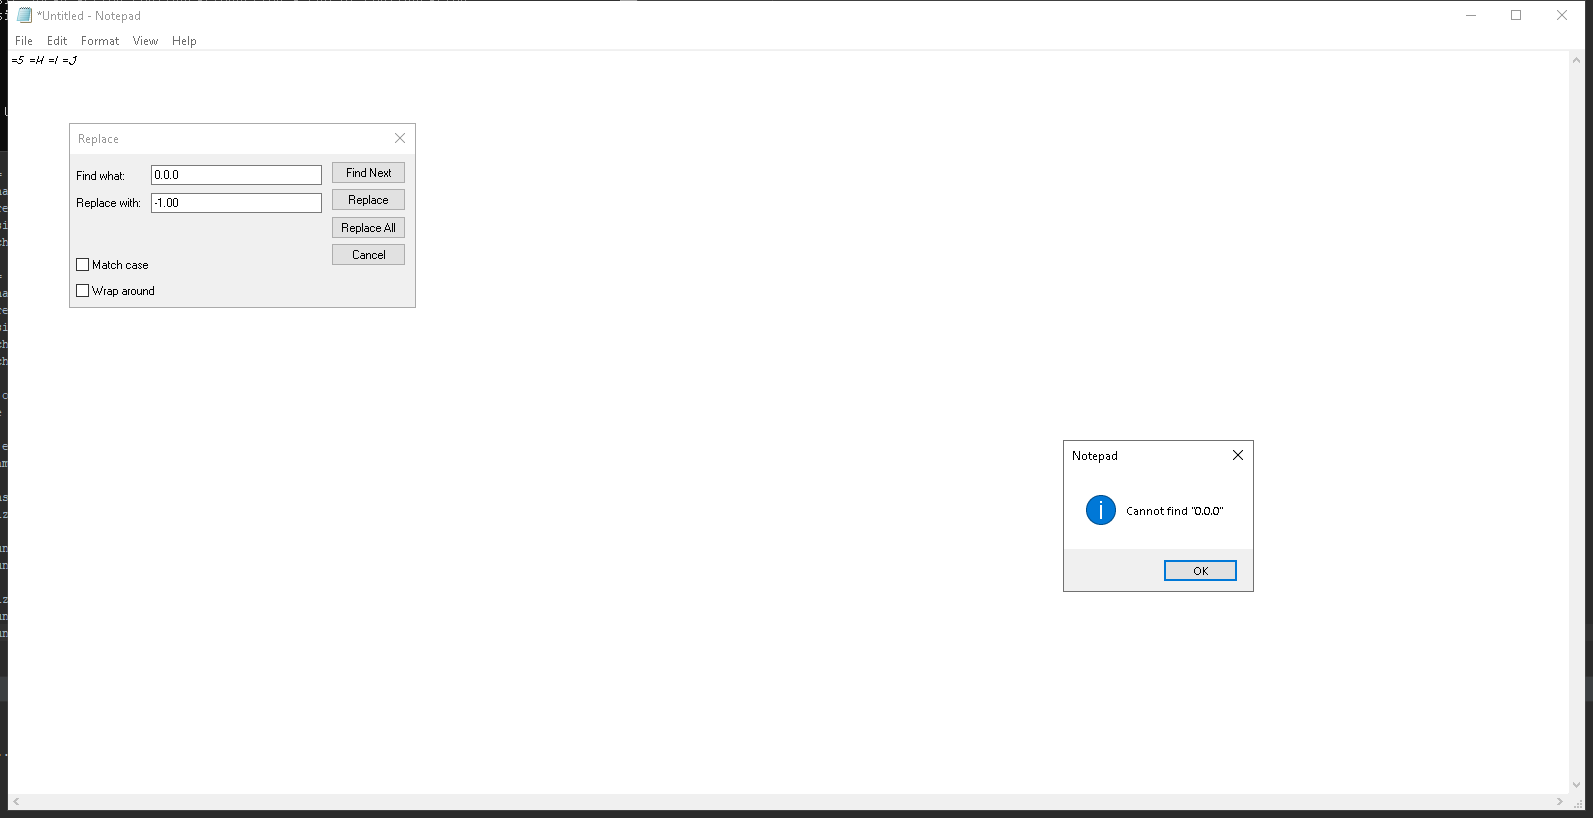 *Untitled - Notepad
File Edit Format View Help
=S =U =I =J
Replace
Find what: 0.0.0 Find Next
Replace with: -1.00 Replace
Replace All
Cancel
Match case
Wrap around
Notepad
Cannot find "0.0.0"
OK